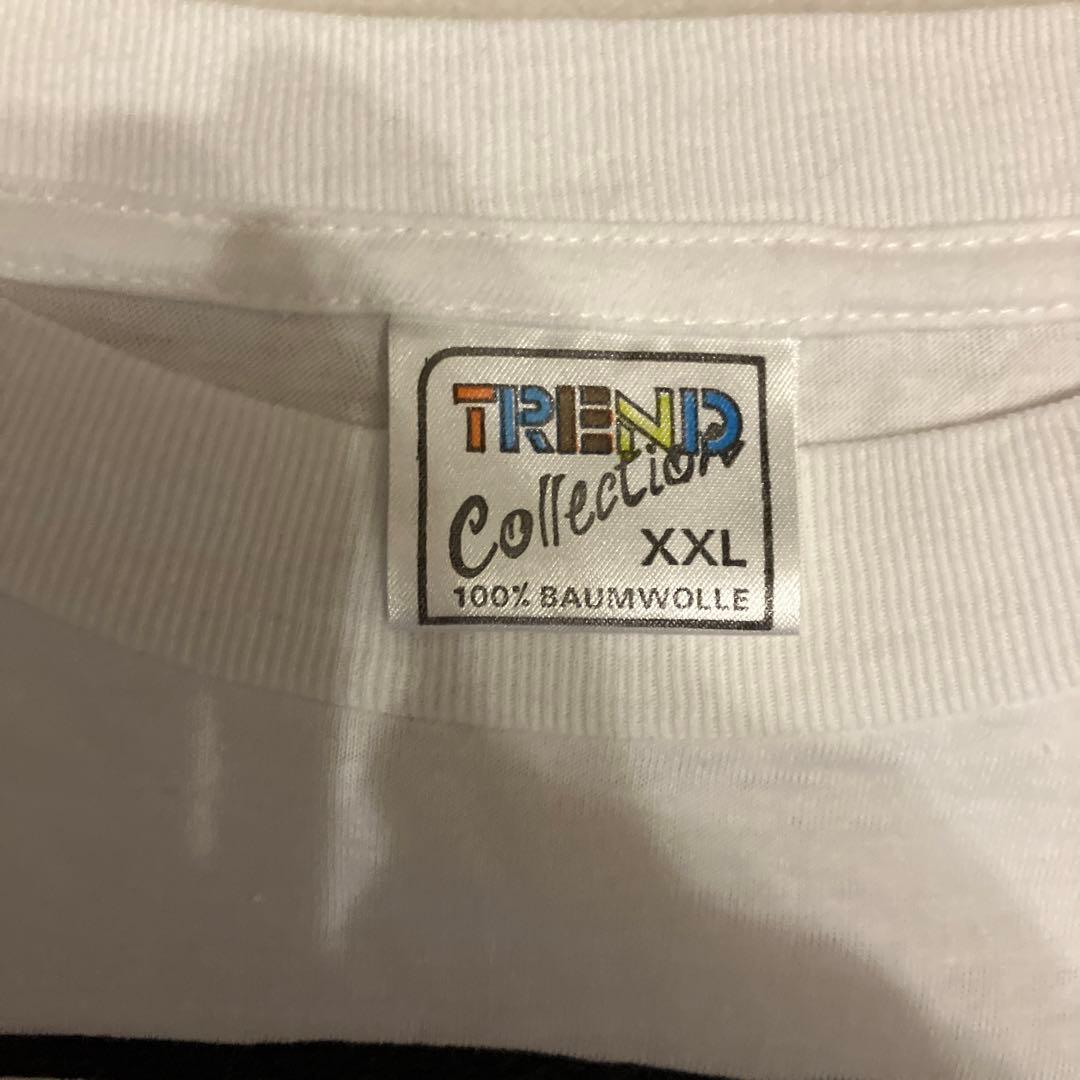 TREND
Collection
XXL
100% BAUMWOLLE